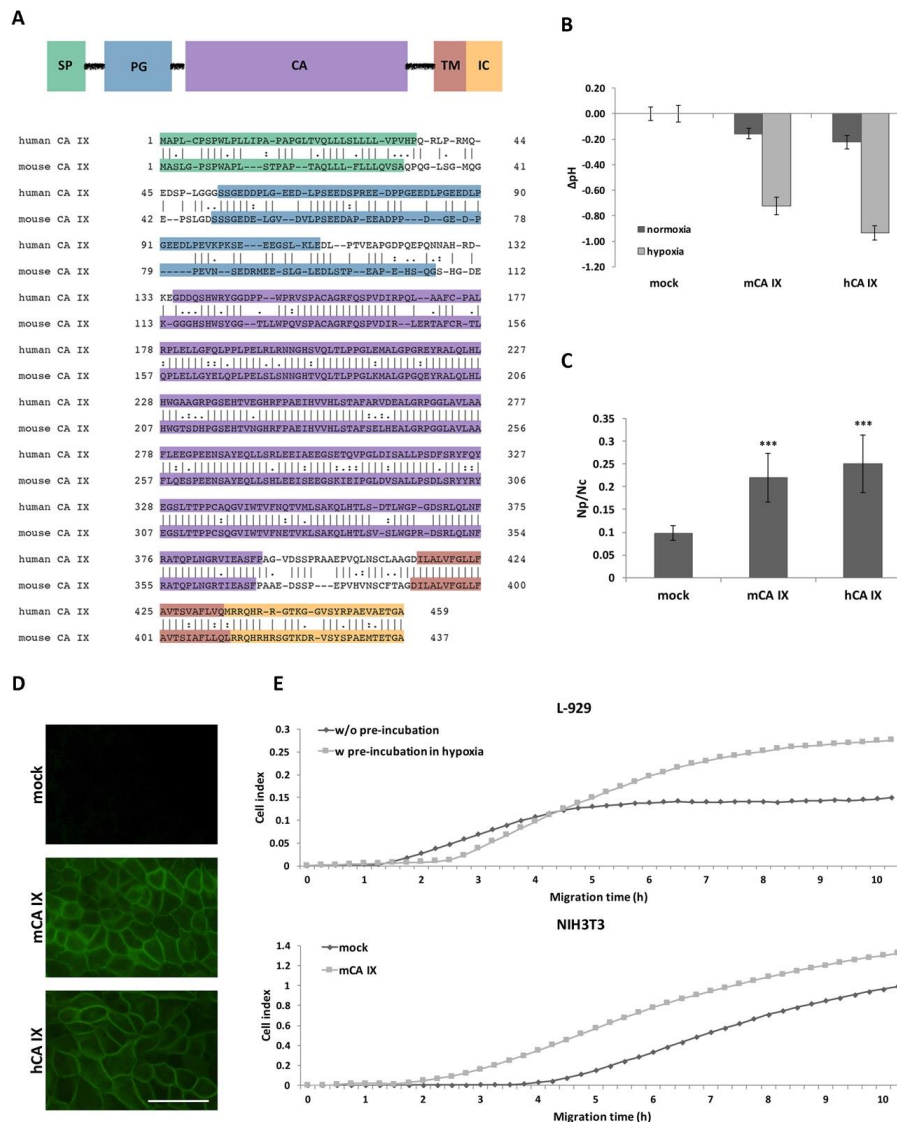 A
SP PG CA TM IC
human CA IX 1 MAPL-CPSPWLPLLIPA-PAPGLTVQLLLSLLLL-VPVHPQ-RLP-RMQ- 44
mouse CA IX 1 MASLGPSPWAPL---STPAP-TAQLLL-FLLLQVSAQPQG-LSG-MQG 41
human CA IX 45 EDSP-LGGGSSGEDDPLG-EED-LPSEEDSPREE-DPPGEEDLPGEEDLP 90
mouse CA IX 42 E--PSLGDSSSGEDE-LGV--DVLPSEEDAP-EEADPP---D--GE-D-P 78
human CA IX 91 GEEDLPEVKPKSE---EEGSL-KLEDL--PTVEAPGDPQEPQNNAH-RD- 132
mouse CA IX 79 -----PEVN---SEDRMEE-SLG-LEDLSTP--EAP-E-HS-QGS-HG-DE 112
human CA IX 133 KEGDDQSHWRYGGDPP--WPRVSPACAGRFQSPVDIRPQL--AAFC-PAL 177
mouse CA IX 113 K-GGGHSHWSYGG--TLLWPQVSPACAGRFQSPVDIR--LERTAFCR-TL 156
human CA IX 178 RPLELLGFQLPPLPELRLRNNGHSVQLTLPPGLEMALGPGREYRALQLHL 227
mouse CA IX 157 QPLELLGYELQPLPELSLSNNGHTVQLTLPPGLKMALGPGQEYRALQLHL 206
human CA IX 228 HWGAAGRPGSEHTVEGHRFPAEIHVVHLSTAFARVDEALGRPGGLAVLAA 277
mouse CA IX 207 HWGTSDHPGSEHTVNGHRFPAEIHVVHLSTAFSELHEALGRPGGLAVLAA 256
human CA IX 278 FLEEGPEENSAYEQLLSRLEEIAEEGSETQVPGLDISALLPSDFSRYFQY 327
mouse CA IX 257 FLQESPEENSAYEQLLSHLEEISEEGSKIEIPGLDVSALLPSDLSRYYRY 306
human CA IX 328 EGSLTTPPCAQGVIWTVFNQTVMLSAKQLHTLS-DTLWGP-GDSRLQLNF 375
mouse CA IX 307 EGSLTTPPCSQGVIWTVFNETVKLSAKQLHTLSV-SLWGPR-DSRLQLNF 354
human CA IX 376 RATQPLNGRVIEASFPAG-VDSSPRAAEPVQLNSCLAAGDILALVFGLLF 424
mouse CA IX 355 RATQPLNGRTIEASFPAAE-DSSP---EPVHVNSCFTAGDILALVFGLLF 400
human CA IX 425 AVTSVAFLVQMRRQHR-R-GTKG-GVSYRPAEVAETGA 459
mouse CA IX 401 AVTSIAFLLQLRRQHRHRSGTKDR-VSYSPAEMTETGA 437
B
0.20
0.00
-0.20
-0.40
-0.60
-0.80
-1.00
-1.20
ΔpH
normoxia
hypoxia
mock mCA IX hCA IX
C
0.35
0.3
0.25
0.2
0.15
0.1
0.05
0
Np/Nc
*** ***
mock mCA IX hCA IX
D
mock
mCA IX
hCA IX
E
L-929
w/o pre-incubation
w pre-incubation in hypoxia
0.3
0.25
0.2
0.15
0.1
0.05
0
Cell index
0 1 2 3 4 5 6 7 8 9 10
Migration time (h)
NIH3T3
mock
mCA IX
1.4
1.2
1
0.8
0.6
0.4
0.2
0
Cell index
0 1 2 3 4 5 6 7 8 9 10
Migration time (h)